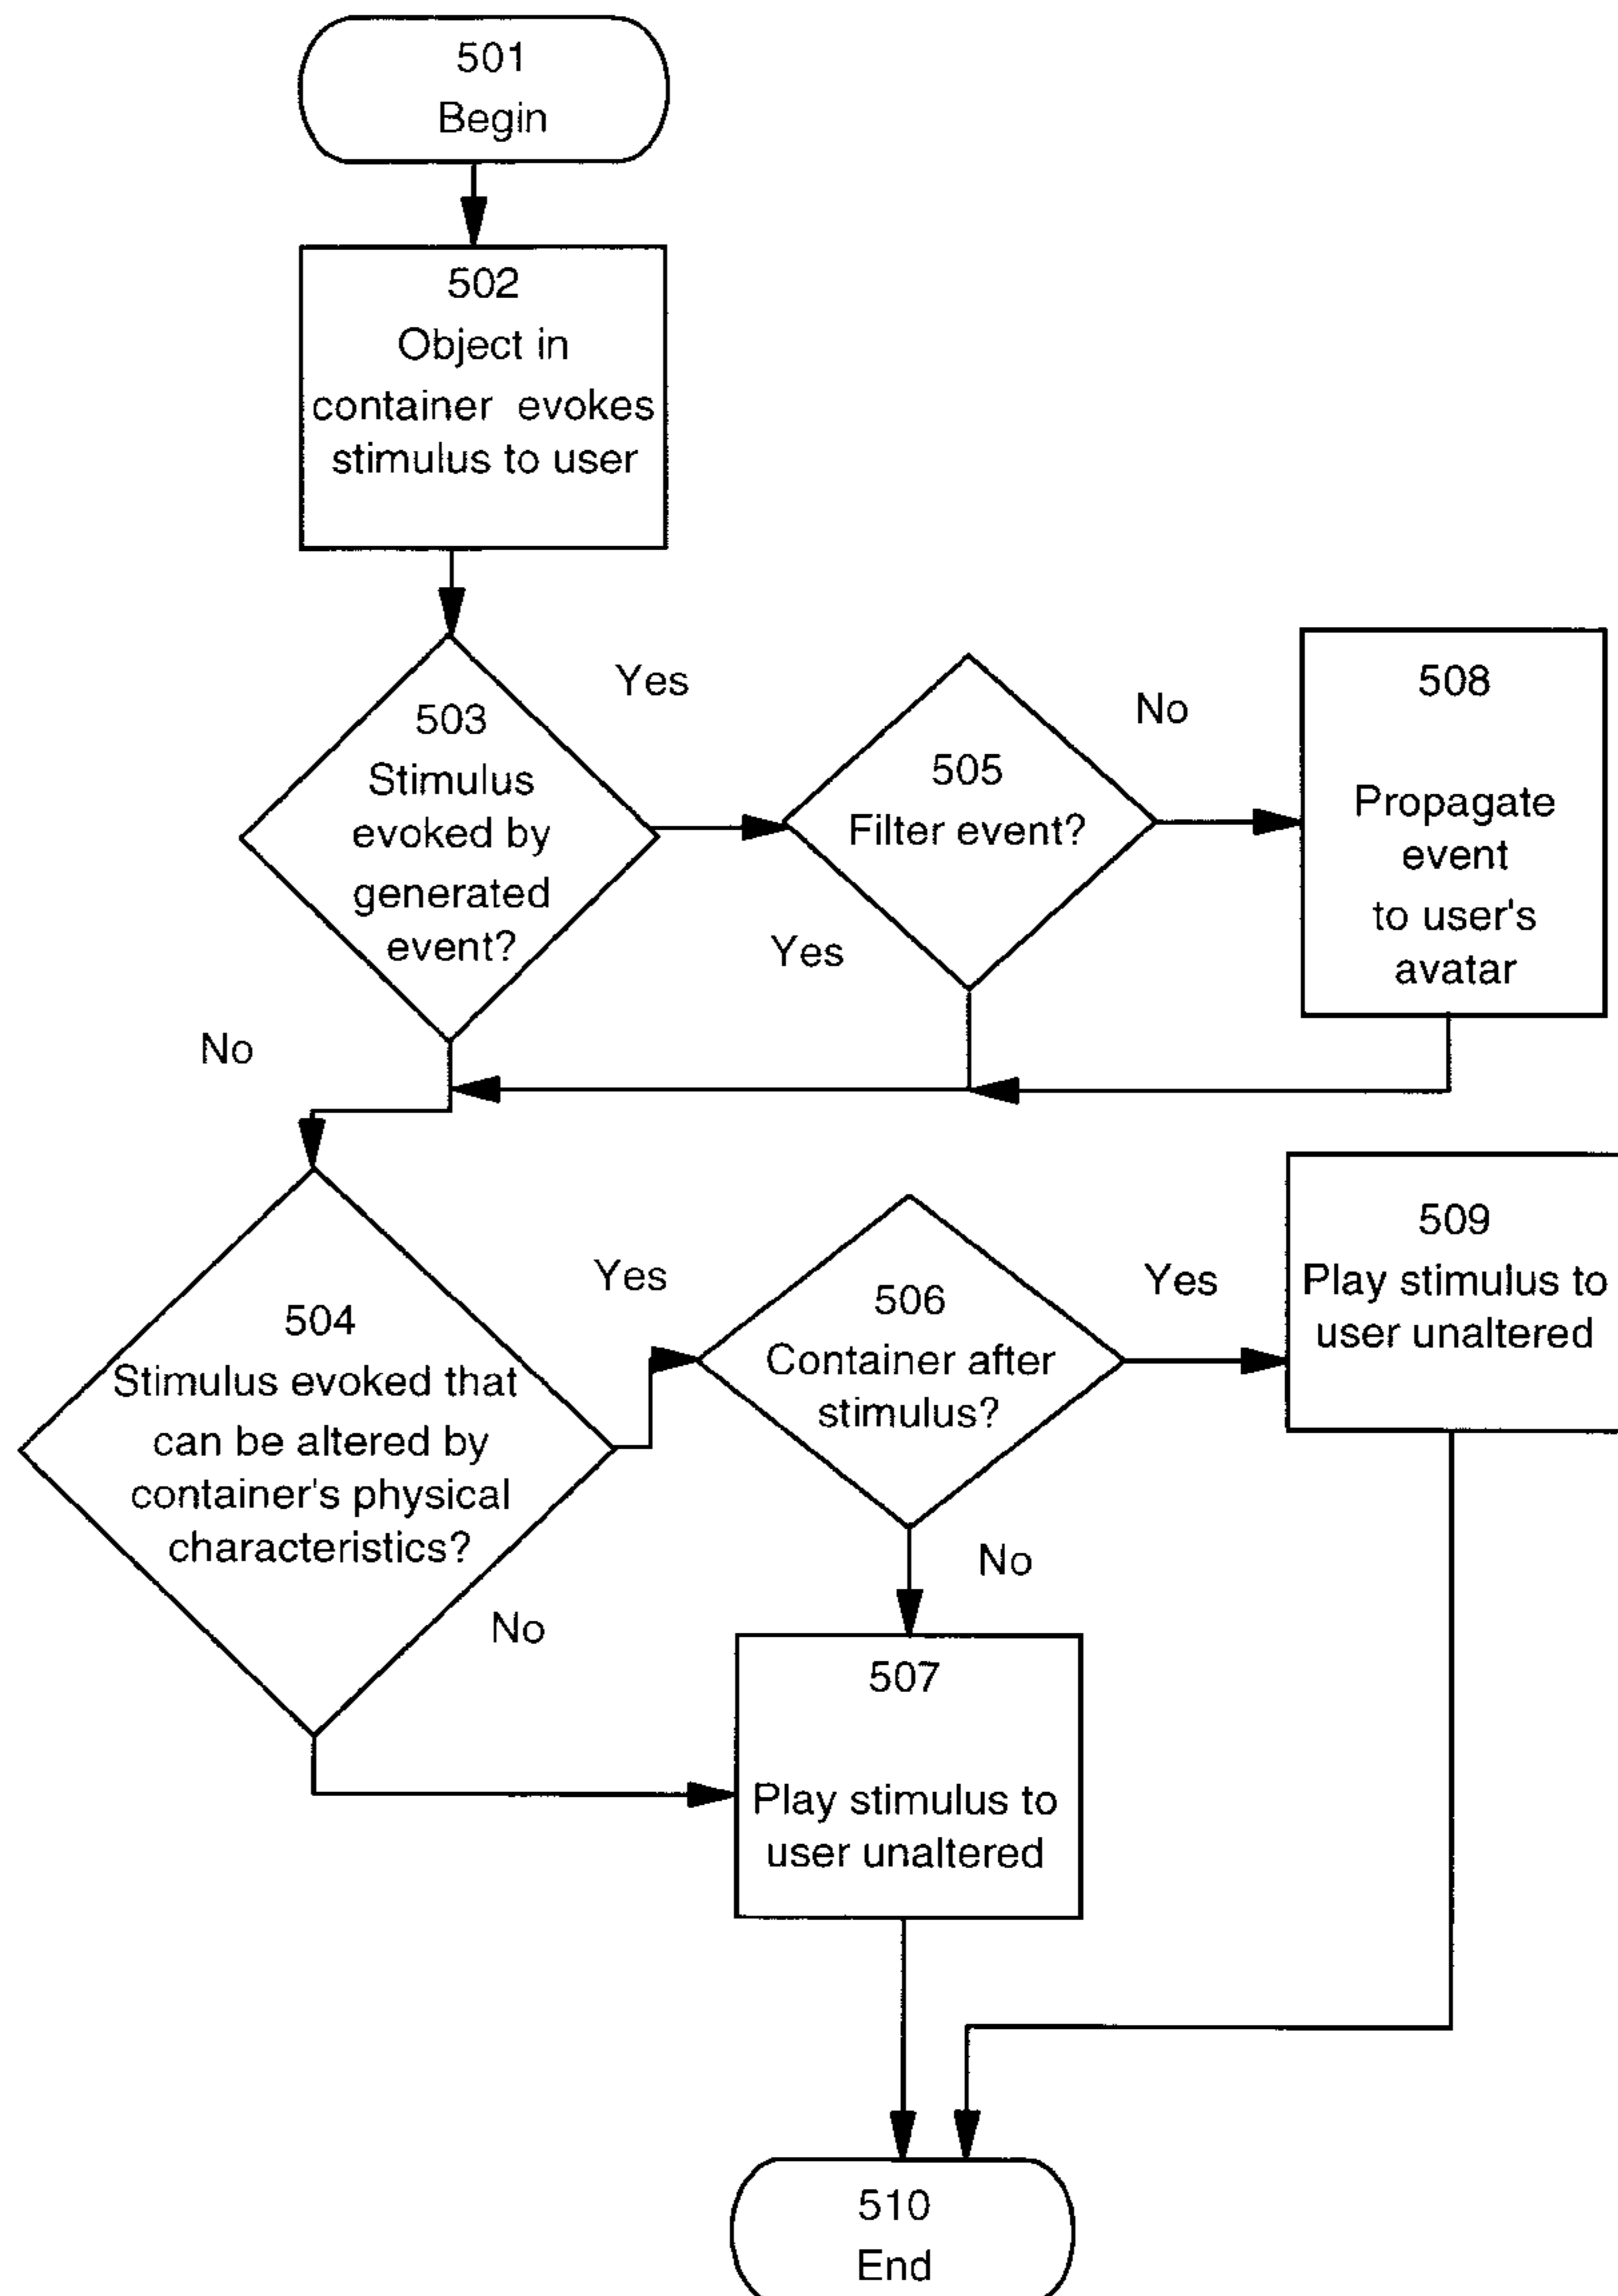 501
Begin
502
Object in
container evokes
stimulus to user
503
Stimulus
evoked by
generated
event?
Yes
No
505
Filter event?
No
Yes
508
Propagate
event
to user's
avatar
504
Stimulus evoked that
can be altered by
container's physical
characteristics?
Yes
No
506
Container after
stimulus?
Yes
No
509
Play stimulus to
user unaltered
507
Play stimulus to
user unaltered
510
End